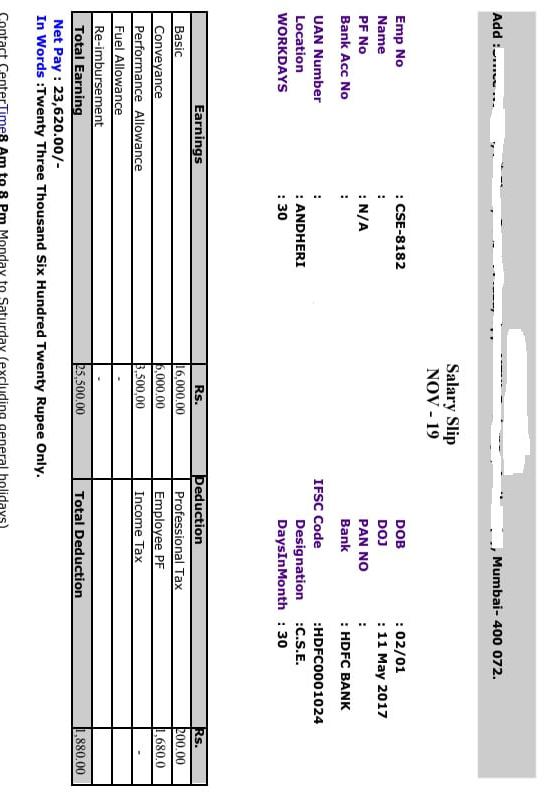 Add :
, Mumbai- 400 072.
Salary Slip
NOV - 19
Emp No : CSE-8182 DOB : 02/01
Name : DOJ : 11 May 2017
PF No : N/A PAN NO :
Bank Acc No : Bank : HDFC BANK
UAN Number : IFSC Code :HDFC0001024
Location : ANDHERI Designation :C.S.E.
WORKDAYS : 30 DaysInMonth : 30
Earnings Rs. Deduction Rs.
Basic 16,000.00 Professional Tax 200.00
Conveyance 6,000.00 Employee PF 1,680.0
Performance Allowance 3,500,00 Income Tax -
Fuel Allowance -
Re-imbursement -
Total Earning 25,500.00 Total Deduction 1,880.00
Net Pay : 23,620.00/-
In Words :Twenty Three Thousand Six Hundred Twenty Rupee Only.
Contact CenterTime8 Am to 8 Pm Monday to Saturday (excluding general holidays)